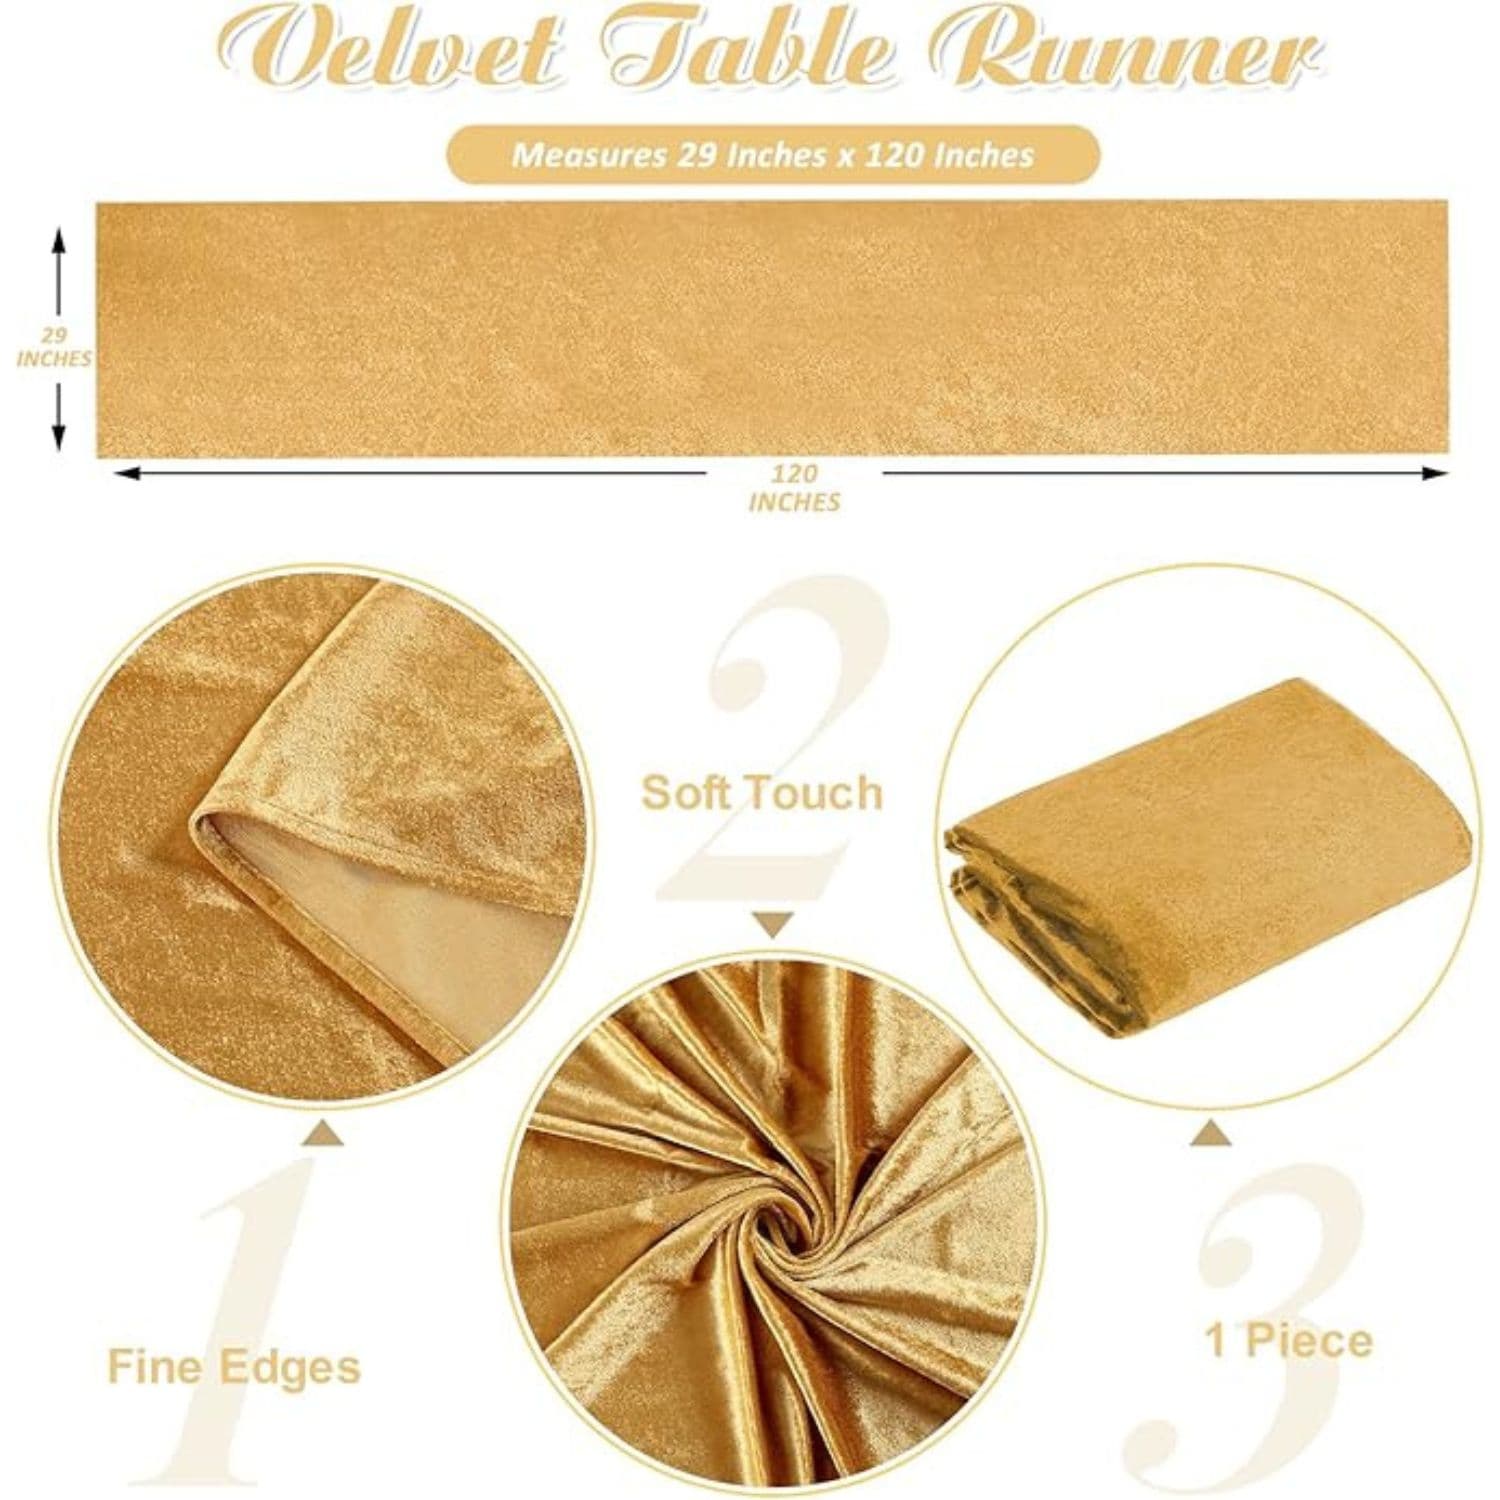 Velvet Table Runner
Measures 29 Inches x 120 Inches
29
INCHES
120
INCHES
2
Soft Touch
1
Fine Edges
3
1 Piece